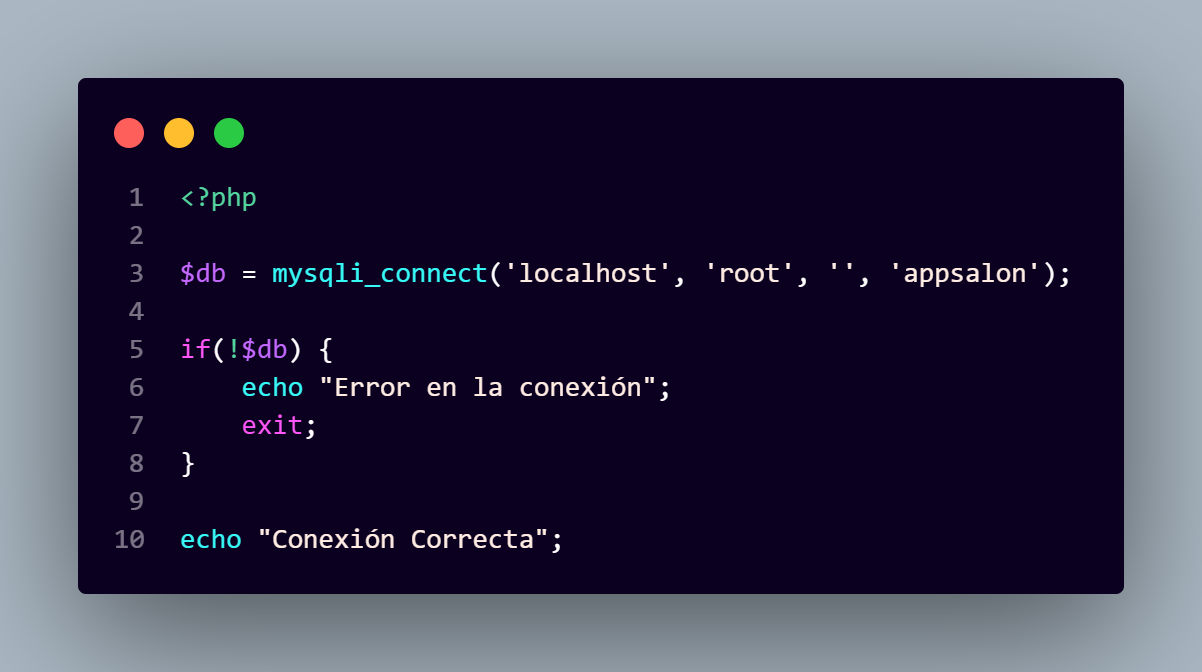 1 <?php
2
3 $db = mysqli_connect('localhost', 'root', '', 'appsalon');
4
5 if(!$db) {
6     echo "Error en la conexión";
7     exit;
8 }
9
10 echo "Conexión Correcta";